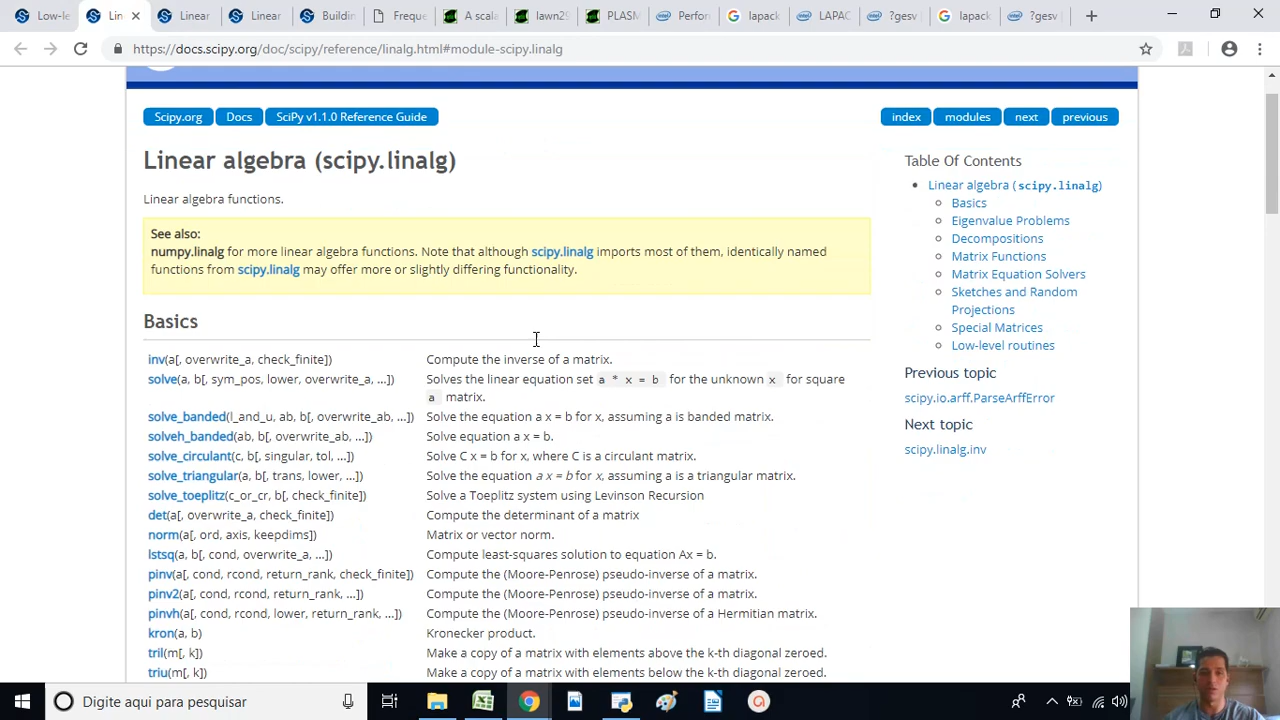 Low-le
Lin
Linear
Linear
Buildin
Freque
A scala
lawn29
PLASM
Perfor
lapack
LAPAC
?gesv
lapack
?gesv
https://docs.scipy.org/doc/scipy/reference/linalg.html#module-scipy.linalg
Scipy.org
Docs
SciPy v1.1.0 Reference Guide
index
modules
next
previous
Linear algebra (scipy.linalg)
Linear algebra functions.
See also:
numpy.linalg for more linear algebra functions. Note that although scipy.linalg imports most of them, identically named
functions from scipy.linalg may offer more or slightly differing functionality.
Basics
inv(a[, overwrite_a, check_finite]) Compute the inverse of a matrix.
solve(a, b[, sym_pos, lower, overwrite_a, ...]) Solves the linear equation set a * x = b for the unknown x for square
a matrix.
solve_banded(l_and_u, ab, b[, overwrite_ab, ...]) Solve the equation a x = b for x, assuming a is banded matrix.
solveh_banded(ab, b[, overwrite_ab, ...]) Solve equation a x = b.
solve_circulant(c, b[, singular, tol, ...]) Solve C x = b for x, where C is a circulant matrix.
solve_triangular(a, b[, trans, lower, ...]) Solve the equation a x = b for x, assuming a is a triangular matrix.
solve_toeplitz(c_or_cr, b[, check_finite]) Solve a Toeplitz system using Levinson Recursion
det(a[, overwrite_a, check_finite]) Compute the determinant of a matrix
norm(a[, ord, axis, keepdims]) Matrix or vector norm.
lstsq(a, b[, cond, overwrite_a, ...]) Compute least-squares solution to equation Ax = b.
pinv(a[, cond, rcond, return_rank, check_finite]) Compute the (Moore-Penrose) pseudo-inverse of a matrix.
pinv2(a[, cond, rcond, return_rank, ...]) Compute the (Moore-Penrose) pseudo-inverse of a matrix.
pinvh(a[, cond, rcond, lower, return_rank, ...]) Compute the (Moore-Penrose) pseudo-inverse of a Hermitian matrix.
kron(a, b) Kronecker product.
tril(m[, k]) Make a copy of a matrix with elements above the k-th diagonal zeroed.
triu(m[, k]) Make a copy of a matrix with elements below the k-th diagonal zeroed.
Table Of Contents
Linear algebra (scipy.linalg)
Basics
Eigenvalue Problems
Decompositions
Matrix Functions
Matrix Equation Solvers
Sketches and Random
Projections
Special Matrices
Low-level routines
Previous topic
scipy.io.arff.ParseArffError
Next topic
scipy.linalg.inv
Digite aqui para pesquisar